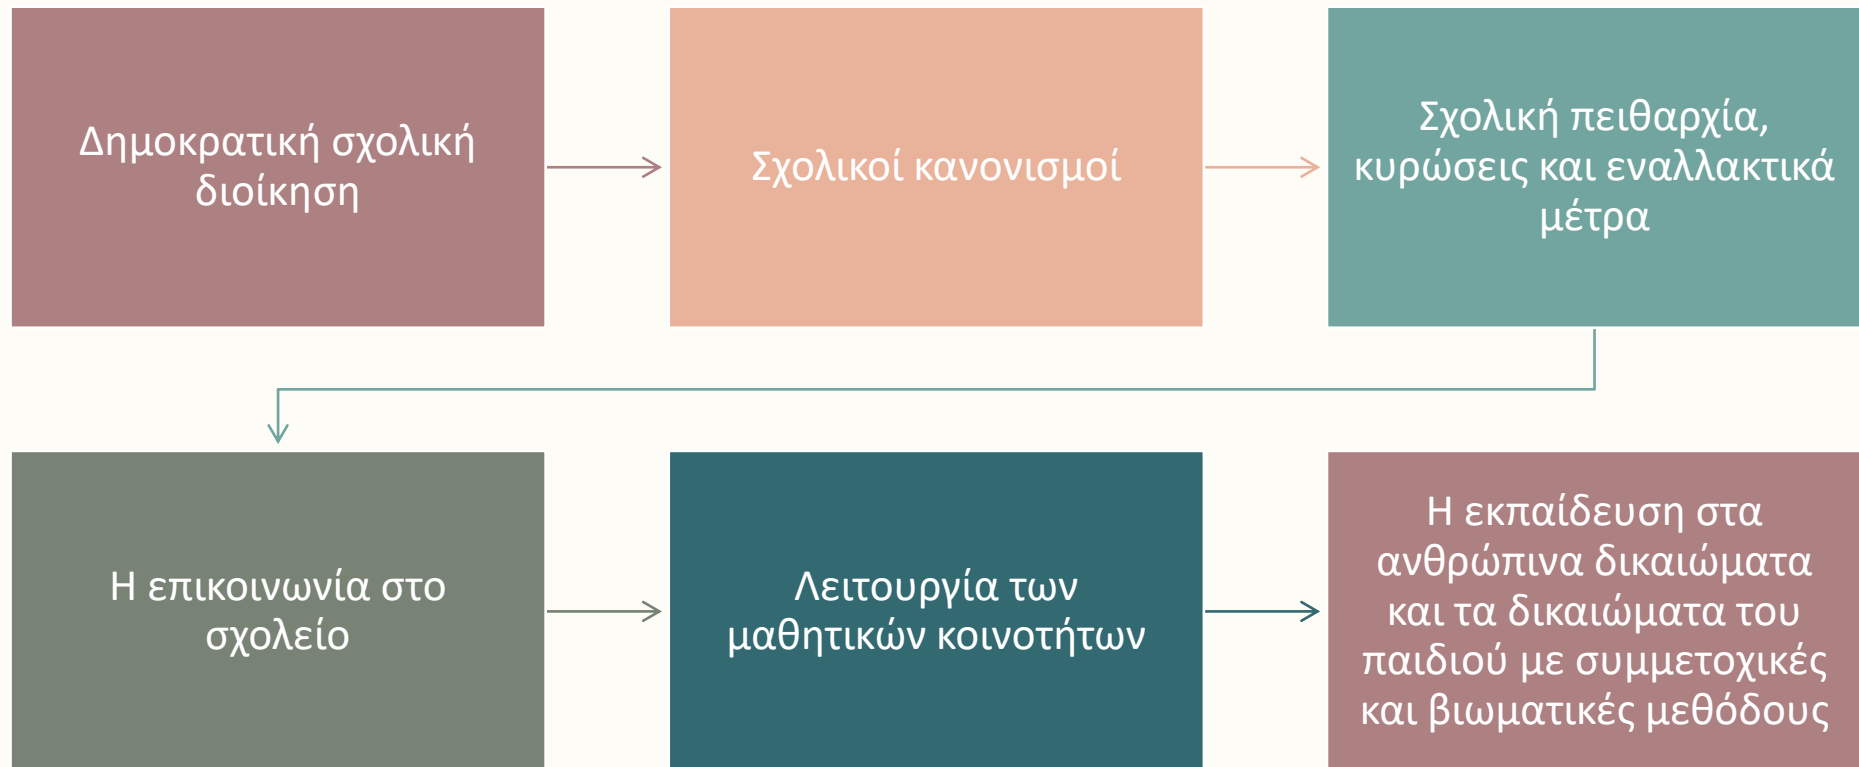 Δημοκρατική σχολική
διοίκηση
Σχολικοί κανονισμοί
Σχολική πειθαρχία,
κυρώσεις και εναλλακτικά
μέτρα
Η επικοινωνία στο
σχολείο
Λειτουργία των
μαθητικών κοινοτήτων
Η εκπαίδευση στα
ανθρώπινα δικαιώματα
και τα δικαιώματα του
παιδιού με συμμετοχικές
και βιωματικές μεθόδους